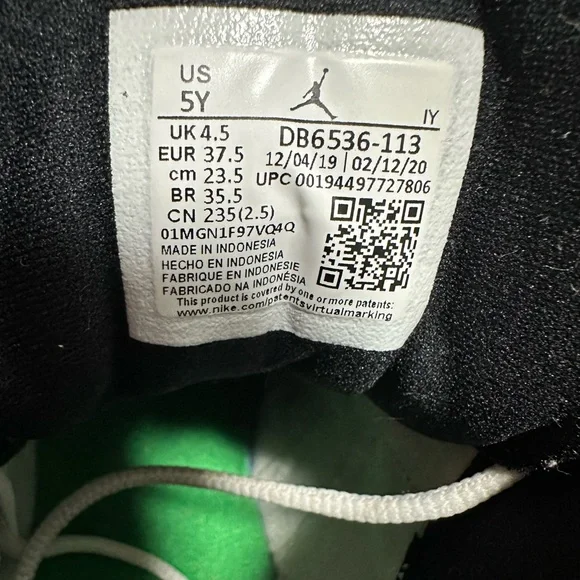 US
5Y
IY
UK 4.5
EUR 37.5
cm 23.5
BR 35.5
CN 235(2.5)
DB6536-113
12/04/19 | 02/12/20
UPC 00194497727806
01MGN1F97VQ4Q
MADE IN INDONESIA
HECHO EN INDONESIA
FABRIQUE EN INDONESIE
FABRICADO NA INDONÉSIA
This product is covered by one or more patents:
www.nike.com/patentsvirtualmarking